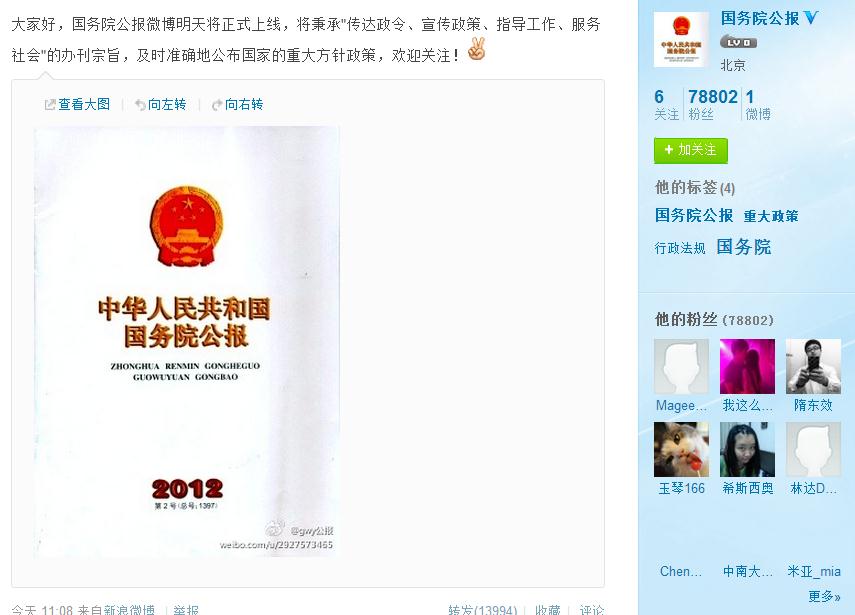 大家好，国务院公报微博明天将正式上线，将秉承"传达政令、宣传政策、指导工作、服务
社会"的办刊宗旨，及时准确地公布国家的重大方针政策，欢迎关注！
查看大图 | 向左转 | 向右转
中华人民共和国
国务院公报
ZHONGHUA RENMIN GONGHEGUO
GUOWUYUAN GONGBAO
2012
第2号(总号:1397)
@gwy公报
weibo.com/u/2927573465
今天 11:08 来自新浪微博 | 举报
转发(13994) | 收藏 | 评论
国务院公报
LV 0
北京
6 78802 1
关注 粉丝 微博
+ 加关注
他的标签(4)
国务院公报 重大政策
行政法规 国务院
他的粉丝 (78802)
Magee... 我这么... 隋东效
玉琴166 希斯西奥 林达D...
Chen... 中南大... 米亚_mia
更多»